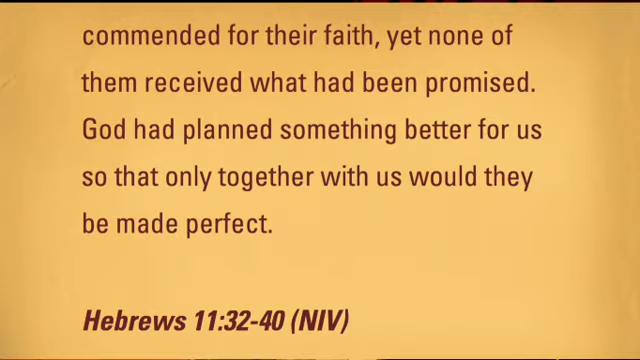 commended for their faith, yet none of
them received what had been promised.
God had planned something better for us
so that only together with us would they
be made perfect.
Hebrews 11:32-40 (NIV)